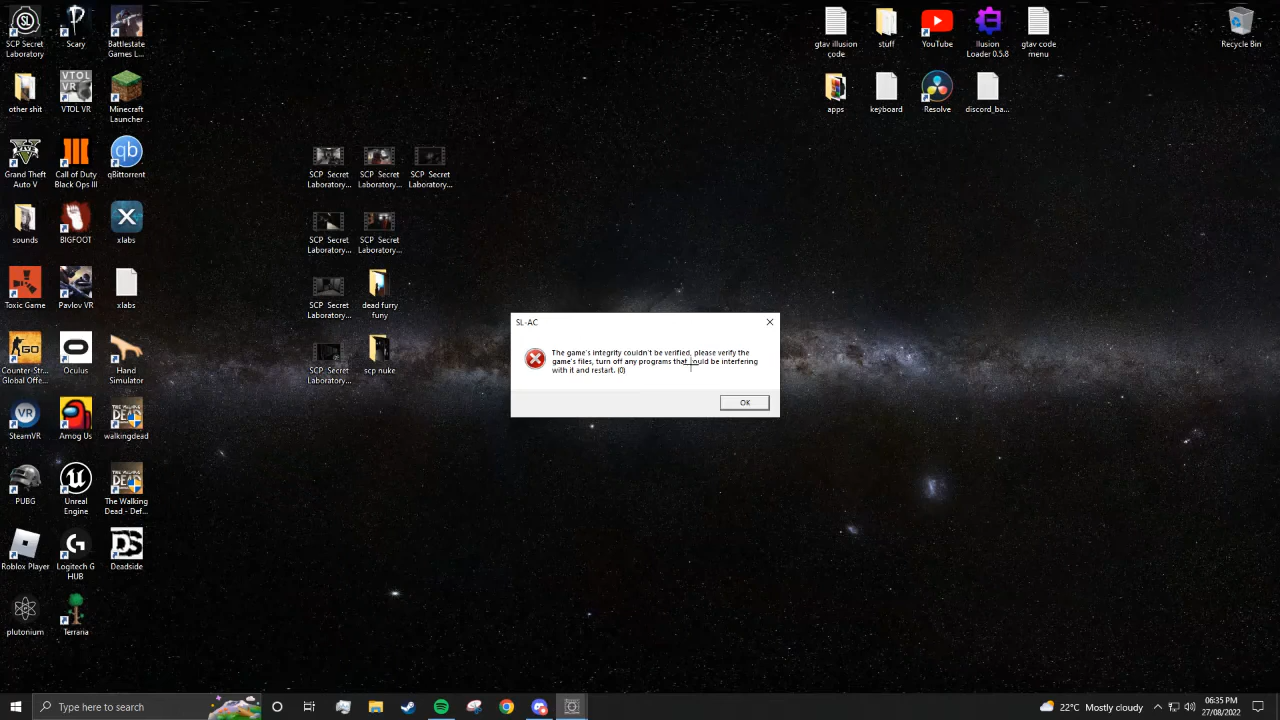 SCP Secret
Laboratory
Scary
Battlestate
Games L...
other shit
VTOL
VR
VTOL VR
Minecraft
Launcher
Grand Theft
Auto V
Call of Duty
Black Ops III
qb
qBittorrent
sounds
BIGFOOT
X
xlabs
Toxic Game
Pavlov VR
xlabs
GO
Counter-Str...
Global Offe...
Oculus
Hand
Simulator
VR
SteamVR
Amog Us
walkingdead
PUBG
Unreal
Engine
The Walking
Dead - Def...
Roblox Player
Logitech G
HUB
DS
Deadside
plutonium
Terraria
SCP Secret
Laboratory...
SCP Secret
Laboratory...
SCP Secret
Laboratory...
SCP Secret
Laboratory...
SCP Secret
Laboratory...
SCP Secret
Laboratory...
dead furry
funy
SCP Secret
Laboratory...
scp nuke
gtav illusion
code
stuff
YouTube
Ilusion
Loader 0.5.8
gtav code
menu
Recycle Bin
apps
keyboard
Resolve
discord_ba...
SL-AC
The game's integrity couldn't be verified, please verify the
game's files, turn off any programs that could be interfering
with it and restart. (0)
OK
Type here to search
22°C Mostly cloudy
06:35 PM
27/08/2022